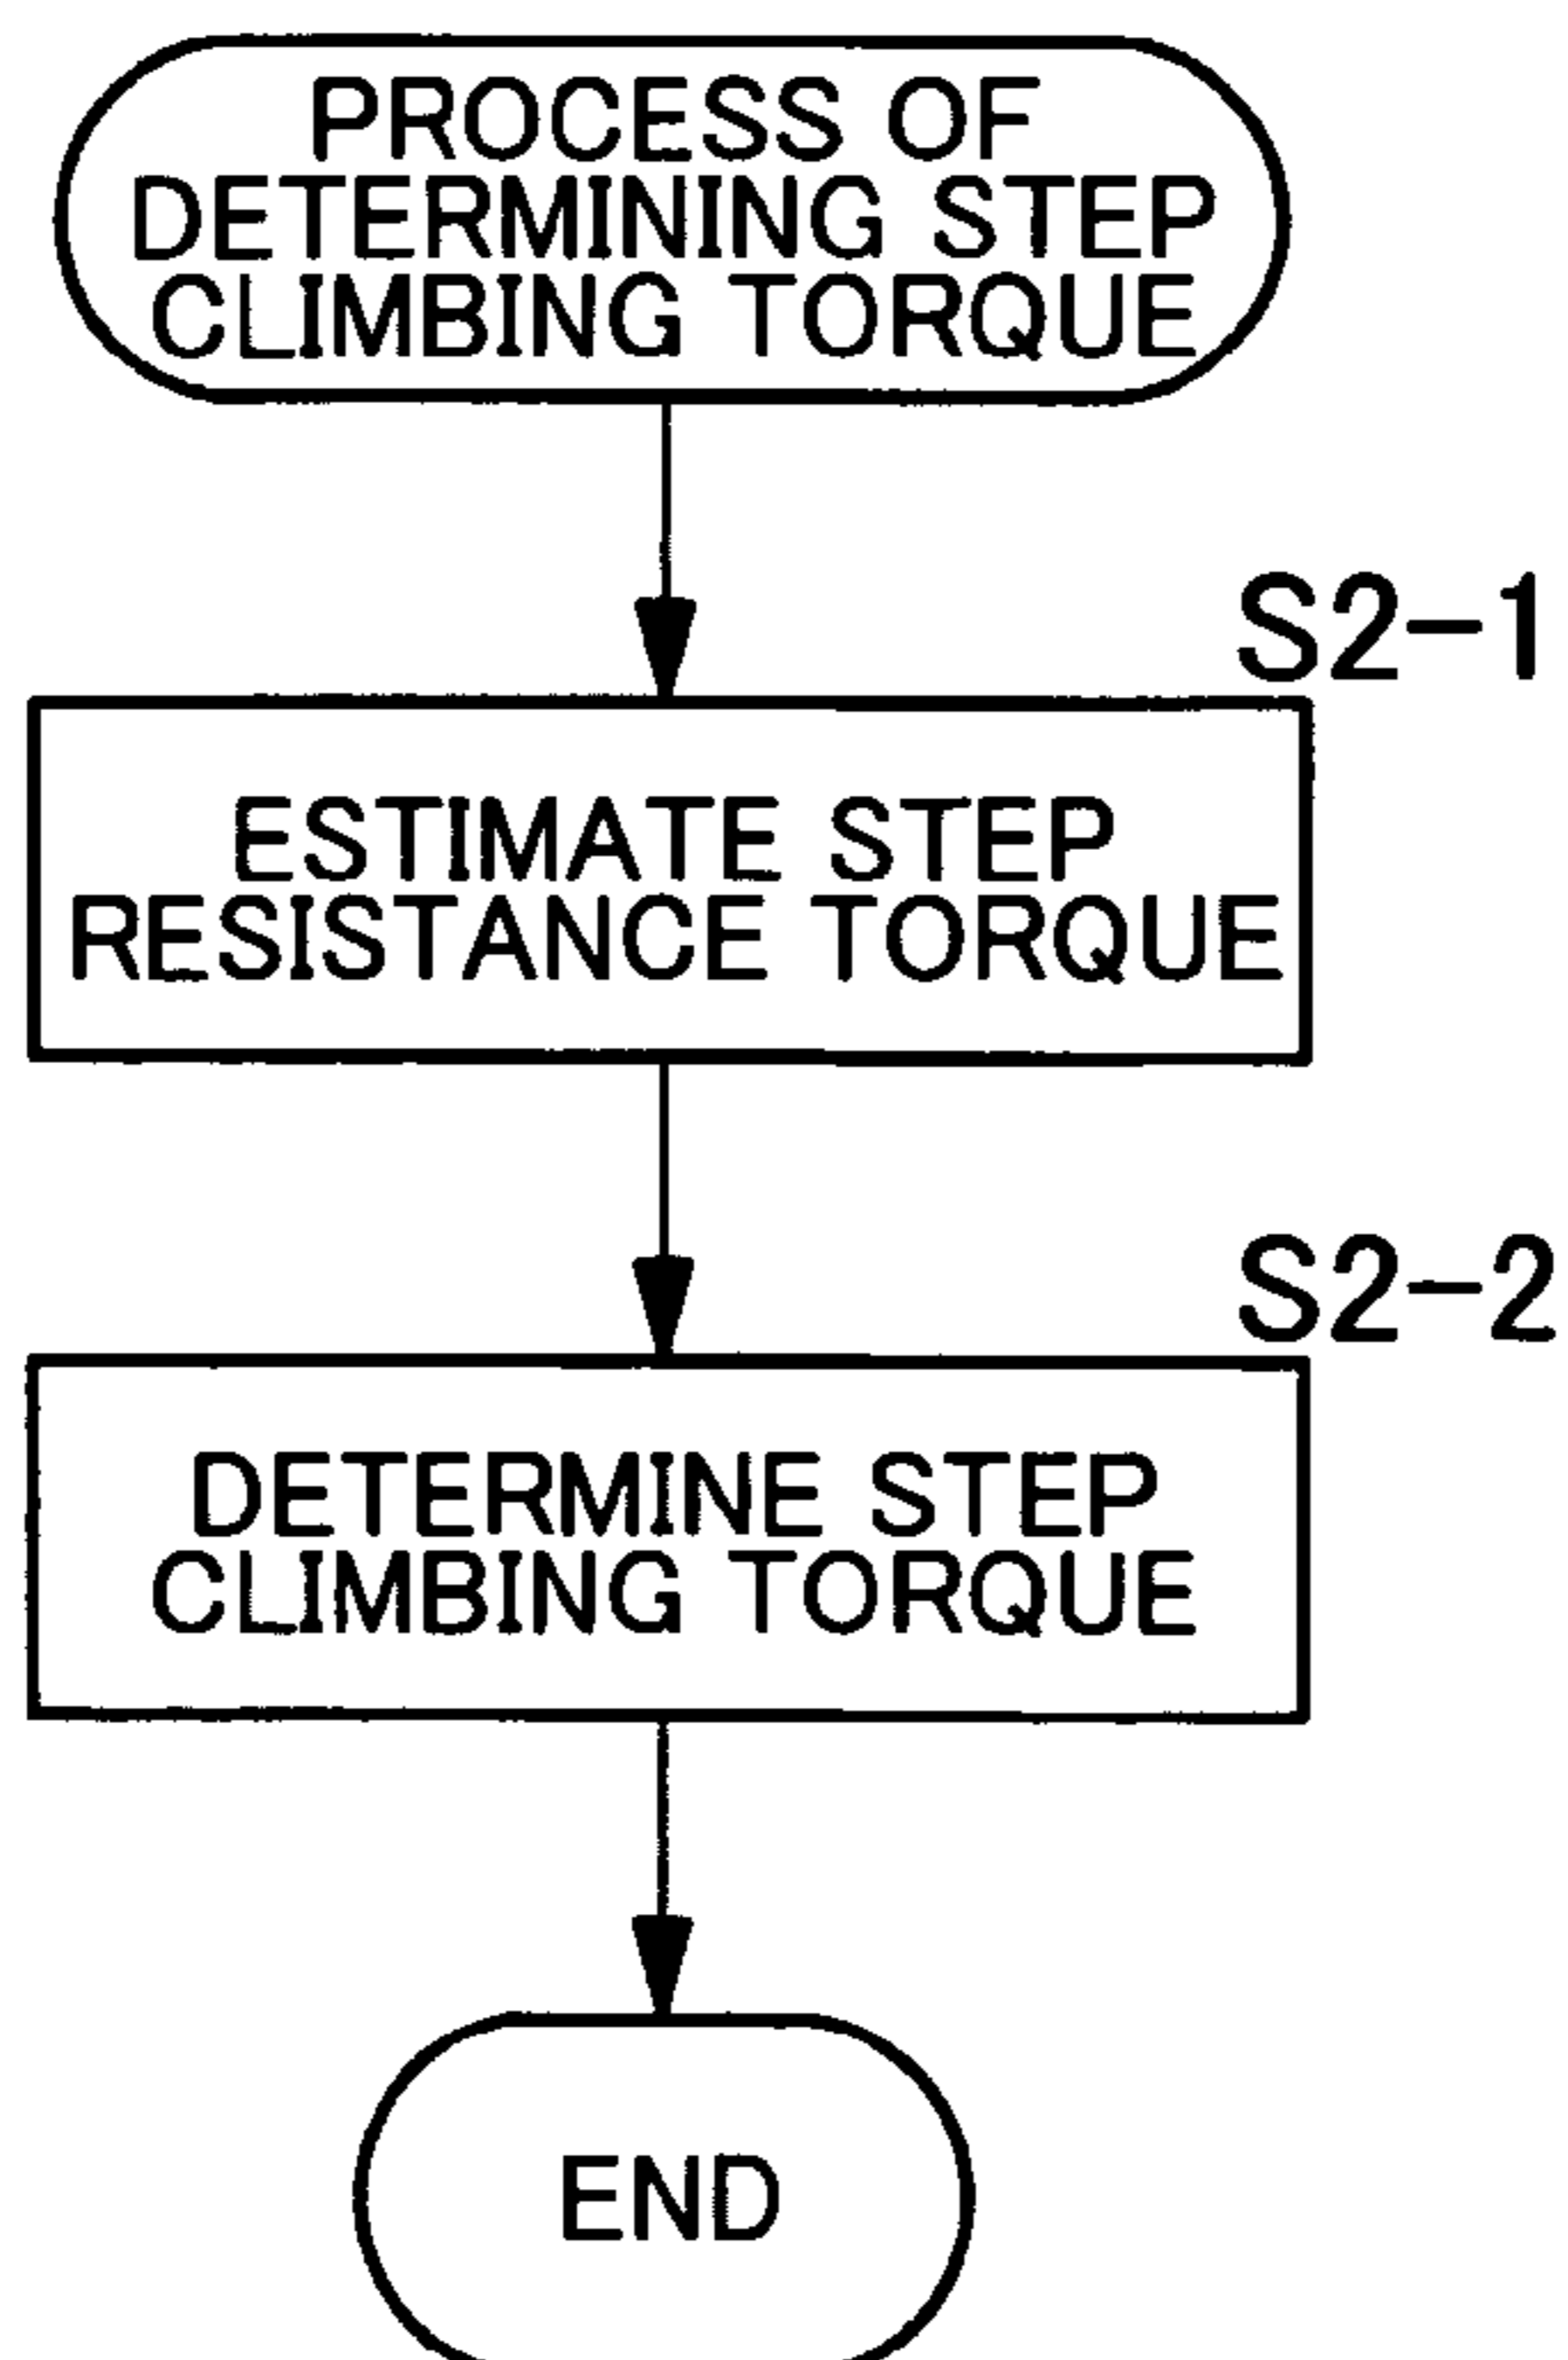 PROCESS OF
DETERMINING STEP
CLIMBING TORQUE
S2-1
ESTIMATE STEP
RESISTANCE TORQUE
S2-2
DETERMINE STEP
CLIMBING TORQUE
END